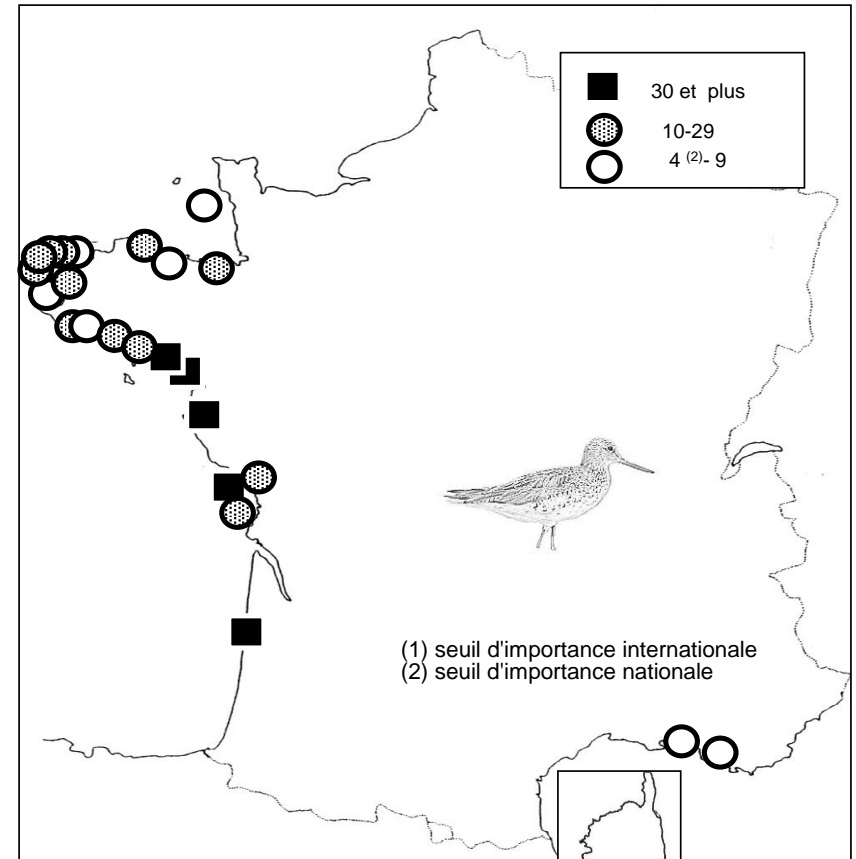 30 et plus
10-29
4 (2)- 9
(1) seuil d'importance internationale
(2) seuil d'importance nationale